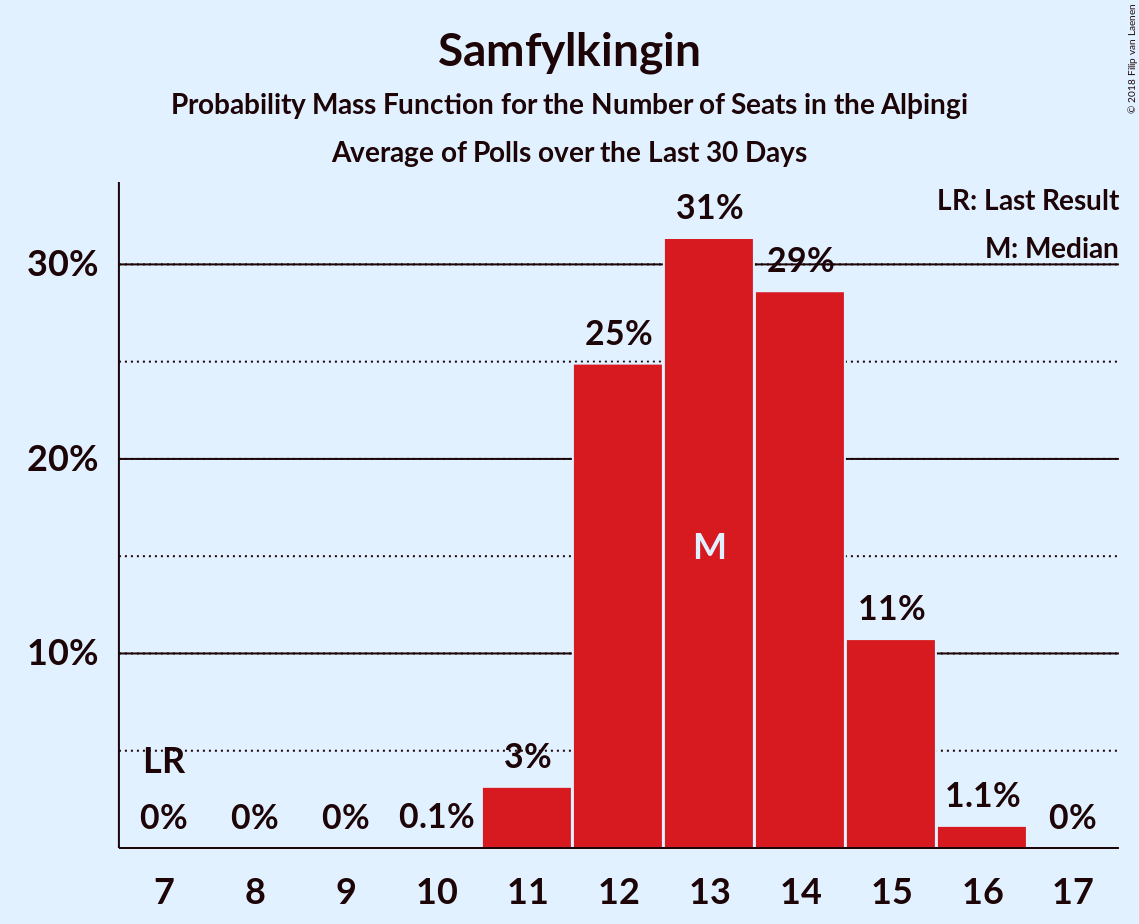 Samfylkingin
Probability Mass Function for the Number of Seats in the Alþingi
Average of Polls over the Last 30 Days
© 2018 Filip van Laenen
LR: Last Result
M: Median
30%
20%
10%
LR
0%
0%
0%
0.1%
3%
25%
31%
M
29%
11%
1.1%
0%
7 8 9 10 11 12 13 14 15 16 17